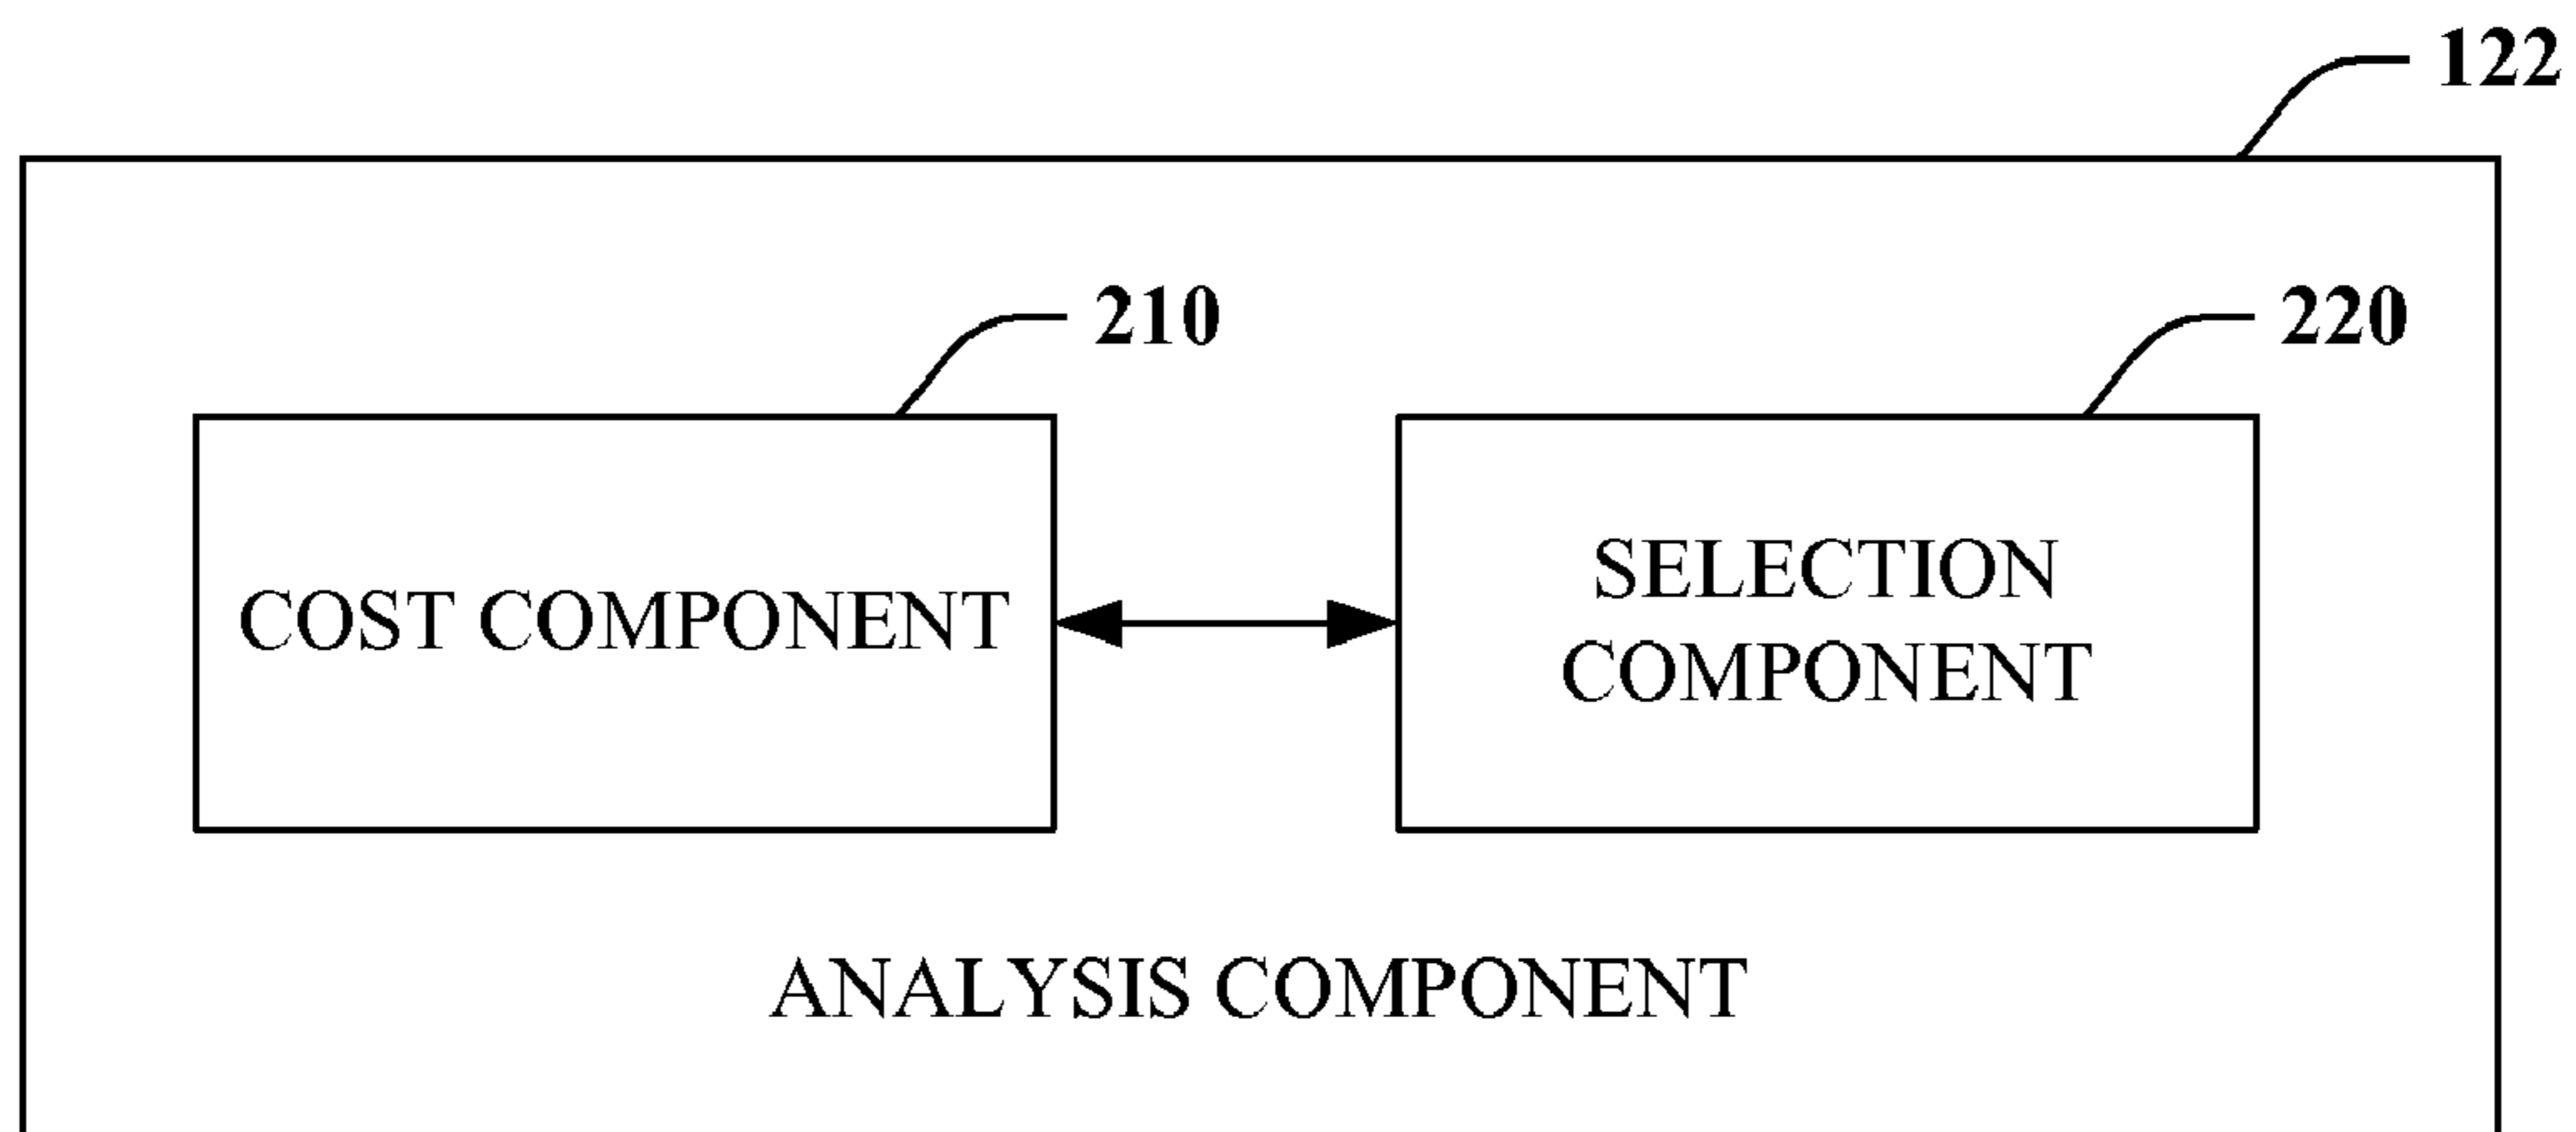 122
210
220
COST COMPONENT
SELECTION
COMPONENT
ANALYSIS COMPONENT